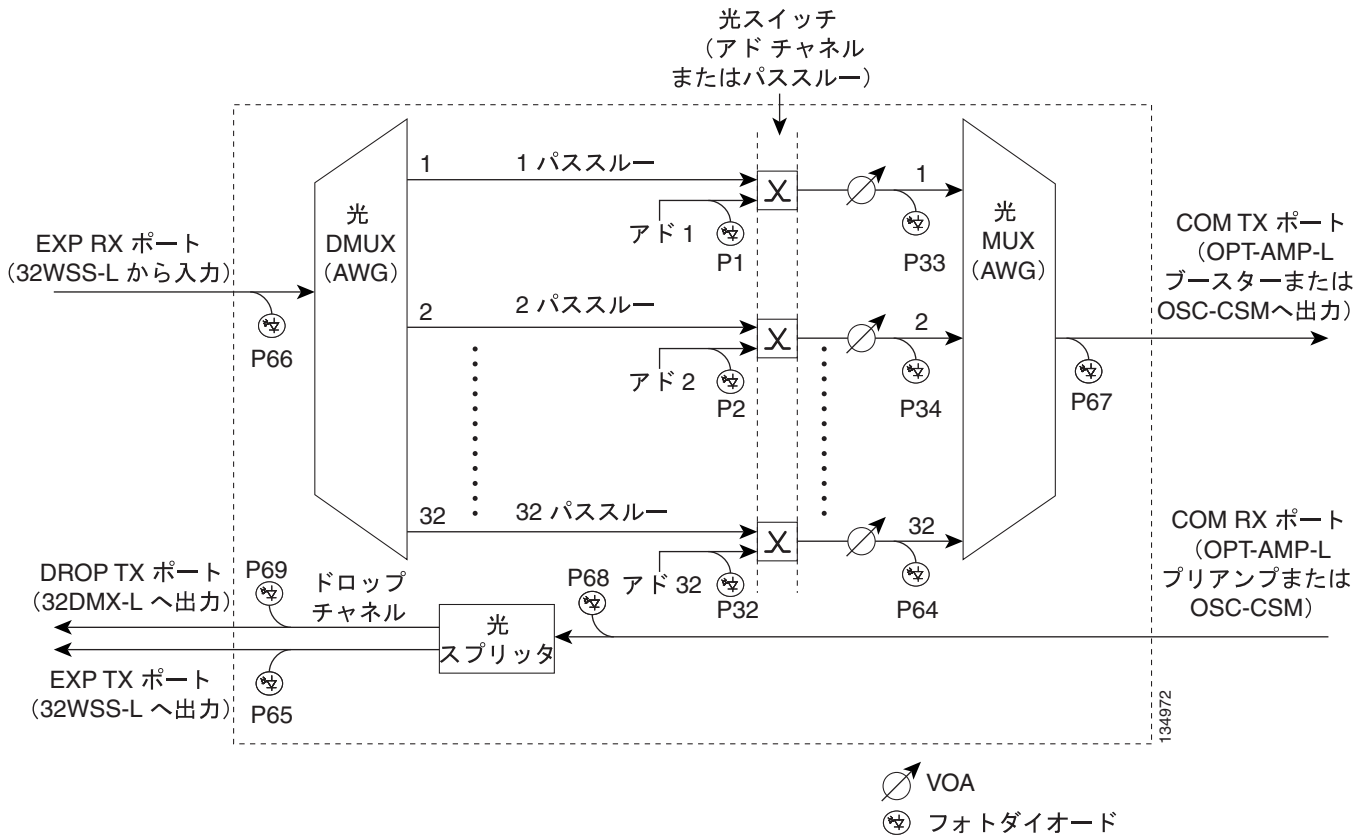 光スイッチ
（アド チャネル
またはパススルー）
1
1 パススルー
1
光
DMUX
（AWG）
光
MUX
（AWG）
アド 1
P1
P33
EXP RX ポート
（32WSS-L から入力）
COM TX ポート
（OPT-AMP-L
ブースターまたは
OSC-CSMへ出力）
2
2 パススルー
2
P66
アド 2
P2
P34
P67
32
32 パススルー
32
COM RX ポート
（OPT-AMP-L
プリアンプまたは
OSC-CSM）
アド 32
P32
P64
DROP TX ポート
（32DMX-L へ出力）
P69
ドロップ
チャネル
P68
光
スプリッタ
EXP TX ポート
（32WSS-L へ出力）
P65
134972
VOA
フォトダイオード